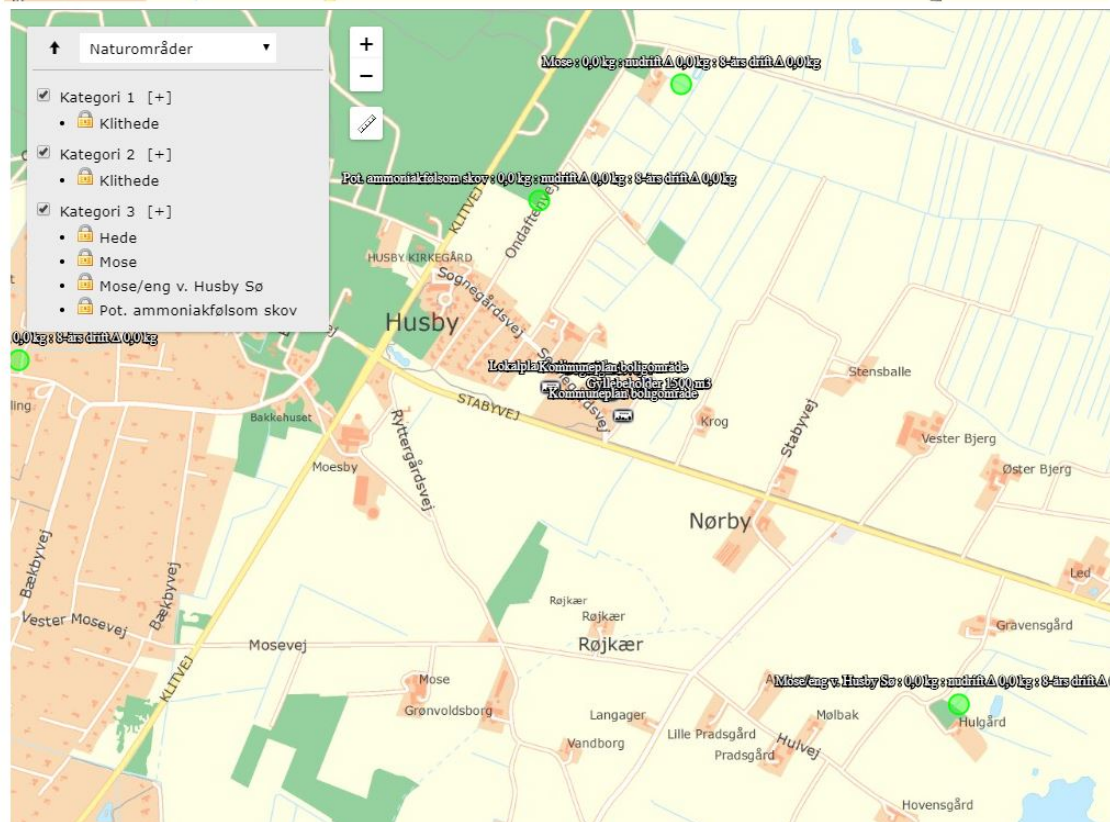 Naturområder
Kategori 1 [+]
Klithede
Kategori 2 [+]
Klithede
Kategori 3 [+]
Hede
Mose
Mose/eng v. Husby Sø
Pot. ammoniakfølsom skov
+
−
Mose : 0,0 kg : nudrift Δ 0,0 kg : 8-års drift Δ 0,0 kg
Pot. ammoniakfølsom skov : 0,0 kg : nudrift Δ 0,0 kg : 8-års drift Δ 0,0 kg
KLITVEJ
Ondaftenvej
HUSBY KIRKEGÅRD
Sognegårdsvej
Husby
0,0 kg : 8-års drift Δ 0,0 kg
Kommuneplan boligområde
Gyllebeholder 1500 m3
Kommuneplan boligområde
Sognegårdsvej
STABYVEJ
Stensballe
Bakkehuset
Ryttergårdsvej
Krog
Stabyvej
Vester Bjerg
Moesby
Øster Bjerg
Nørby
Bækbyvej
Bækbyvej
Led
Røjkær
Røjkær
Røjkær
Vester Mosevej
Gravensgård
Mosevej
KLITVEJ
Mose
Mose/eng v. Husby Sø : 0,0 kg : nudrift Δ 0,0 kg : 8-års drift Δ
Grønvoldsborg
Langager
Mølbak
Hulgård
Lille Pradsgård
Vandborg
Pradsgård
Hulvej
Hovensgård